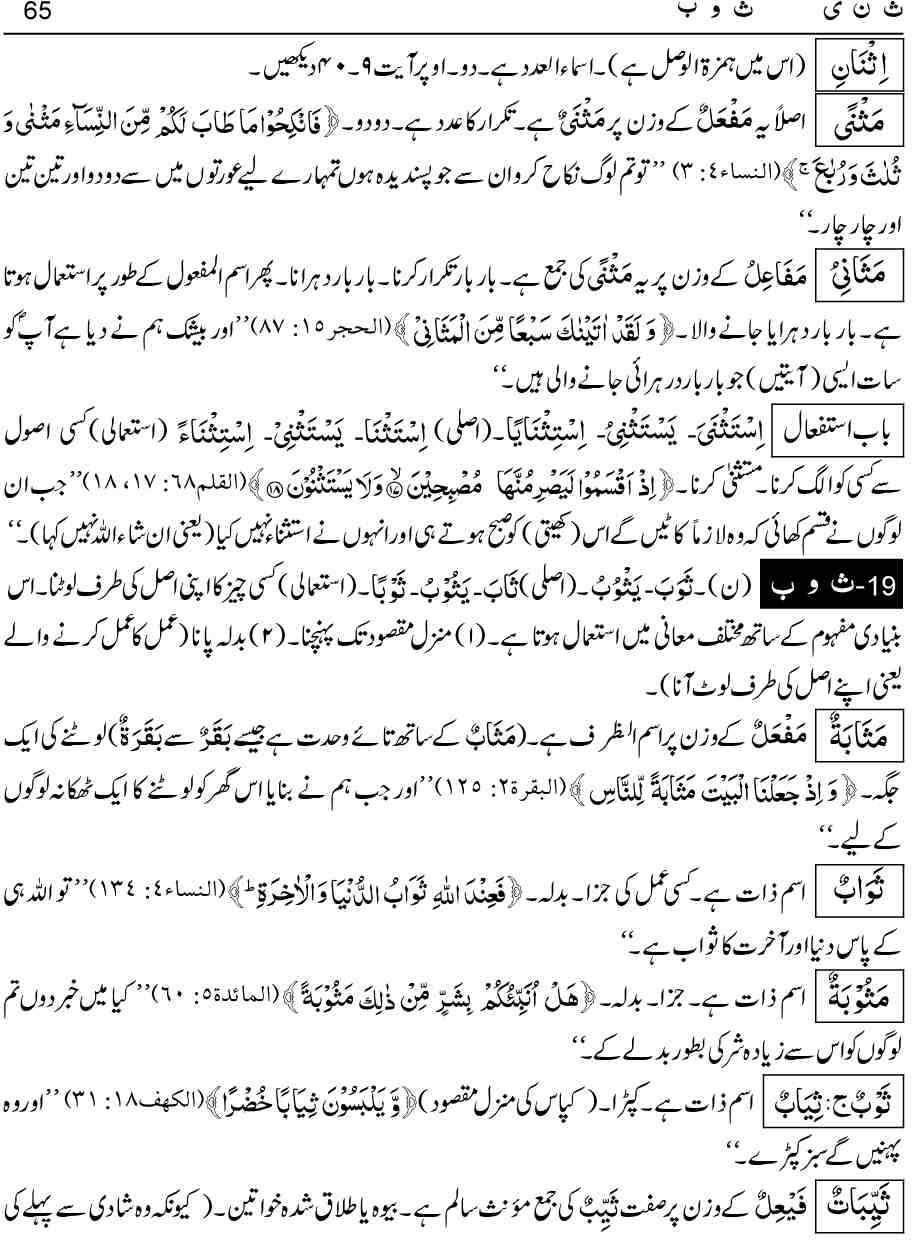 ث ن ی    ث و ب    65
اِثْنَانِ (اس میں ہمزۃ الوصل ہے)۔ اسماء العدد ہے۔ دو۔ اوپر آیت ۹۔۴۰ دیکھیں۔
مَثْنًی اصلاً یہ مَفْعَلٌ کے وزن پر مَثْنَیٌ ہے۔ تکرار کا عدد ہے۔ دو دو۔ ﴿فَانْکِحُوْا مَا طَابَ لَکُمْ مِّنَ النِّسَآءِ مَثْنٰی وَ
ثُلٰثَ وَ رُبٰعَ ۚ﴾ (النساء٤: ٣) ’’تو تم لوگ نکاح کرو ان سے جو پسندیدہ ہوں تمہارے لیے عورتوں میں سے دو دو اور تین تین
اور چار چار۔‘‘
مَثَانِیُ مَفَاعِلُ کے وزن پر یہ مَثْنًی کی جمع ہے۔ بار بار تکرار کرنا۔ بار بار دہرانا۔ پھر اسم المفعول کے طور پر استعمال ہوتا
ہے۔ بار بار دہرایا جانے والا۔ ﴿وَ لَقَدْ اٰتَیْنٰكَ سَبْعًا مِّنَ الْمَثَانِیْ﴾ (الحجر١٥: ٨٧) ’’اور بیشک ہم نے دیا ہے آپؐ کو
سات ایسی (آیتیں) جو بار بار درہرائی جانے والی ہیں۔‘‘
باب استفعال اِسْتَثْنَیَ۔ یَسْتَثْنِیُ۔ اِسْتِثْنَایًا۔ (اصلی) اِسْتَثْنَا۔ یَسْتَثْنِیْ۔ اِسْتِثْنَاءً (استعمالی) کسی اصول
سے کسی کو الگ کرنا۔ مستثنیٰ کرنا۔ ﴿اِذْ اَقْسَمُوْا لَیَصْرِمُنَّهَا مُصْبِحِیْنَ ۙ۱۷ وَ لَا یَسْتَثْنُوْنَ ۱۸﴾ (القلم٦٨: ١٧، ١٨) ’’جب ان
لوگوں نے قسم کھائی کہ وہ لازماً کاٹیں گے اس (کھیتی) کو صبح ہوتے ہی اور انہوں نے استثناء نہیں کیا (یعنی ان شاء اللہ نہیں کہا)۔‘‘
19- ث و ب (ن)۔ ثَوَبَ۔ یَثْوُبُ۔ (اصلی) ثَابَ۔ یَثُوْبُ۔ ثَوْبًا۔ (استعمالی) کسی چیز کا اپنی اصل کی طرف لوٹنا۔ اس
بنیادی مفہوم کے ساتھ مختلف معانی میں استعمال ہوتا ہے۔ (۱) منزل مقصود تک پہنچنا۔ (۲) بدلہ پانا (عمل کا عمل کرنے والے
یعنی اپنے اصل کی طرف لوٹ آنا)۔
مَثَابَةٌ مَفْعَلٌ کے وزن پر اسم الظرف ہے۔ (مَثَابٌ کے ساتھ تائے وحدت ہے جیسے بَقَرٌ سے بَقَرَةٌ) لوٹنے کی ایک
جگہ۔ ﴿وَ اِذْ جَعَلْنَا الْبَیْتَ مَثَابَةً لِّلنَّاسِ﴾ (البقرة٢: ١٢٥) ’’اور جب ہم نے بنایا اس گھر کو لوٹنے کا ایک ٹھکانہ لوگوں
کے لیے۔‘‘
ثَوَابٌ اسم ذات ہے۔ کسی عمل کی جزا۔ بدلہ۔ ﴿فَعِنْدَ اللّٰهِ ثَوَابُ الدُّنْیَا وَ الْاٰخِرَةِ ؕ﴾ (النساء٤: ١٣٤) ’’تو اللہ ہی
کے پاس دنیا اور آخرت کا ثواب ہے۔‘‘
مَثُوْبَةٌ اسم ذات ہے۔ جزا۔ بدلہ۔ ﴿هَلْ اُنَبِّئُكُمْ بِشَرٍّ مِّنْ ذٰلِكَ مَثُوْبَةً﴾ (المائدة٥: ٦٠) ’’کیا میں خبر دوں تم
لوگوں کو اس سے زیادہ شر کی بطور بدلے کے۔‘‘
ثَوْبٌ ج: ثِیَابٌ اسم ذات ہے۔ کپڑا۔ (کپاس کی منزل مقصود) ﴿وَّ یَلْبَسُوْنَ ثِیَابًا خُضْرًا﴾ (الكهف١٨: ٣١) ’’اور وہ
پہنیں گے سبز کپڑے۔‘‘
ثَیِّبَاتٌ فَیْعِلٌ کے وزن پر صفت ثَیِّبٌ کی جمع مؤنث سالم ہے۔ بیوہ یا طلاق شدہ خواتین۔ (کیونکہ وہ شادی سے پہلے کی